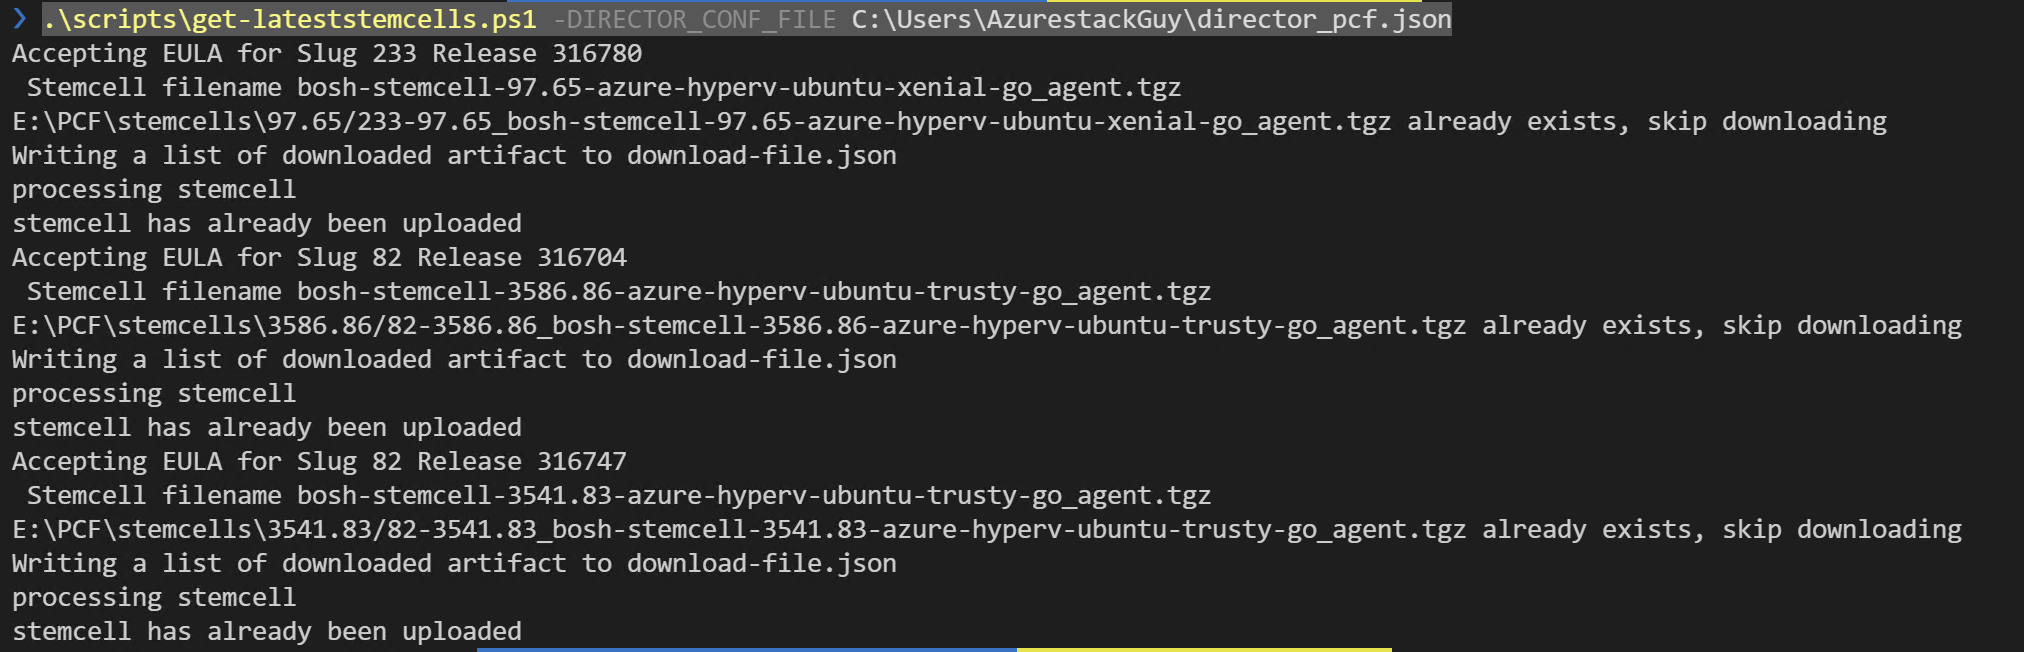 ❯ .\scripts\get-lateststemcells.ps1 -DIRECTOR_CONF_FILE C:\Users\AzurestackGuy\director_pcf.json
Accepting EULA for Slug 233 Release 316780
 Stemcell filename bosh-stemcell-97.65-azure-hyperv-ubuntu-xenial-go_agent.tgz
E:\PCF\stemcells\97.65/233-97.65_bosh-stemcell-97.65-azure-hyperv-ubuntu-xenial-go_agent.tgz already exists, skip downloading
Writing a list of downloaded artifact to download-file.json
processing stemcell
stemcell has already been uploaded
Accepting EULA for Slug 82 Release 316704
 Stemcell filename bosh-stemcell-3586.86-azure-hyperv-ubuntu-trusty-go_agent.tgz
E:\PCF\stemcells\3586.86/82-3586.86_bosh-stemcell-3586.86-azure-hyperv-ubuntu-trusty-go_agent.tgz already exists, skip downloading
Writing a list of downloaded artifact to download-file.json
processing stemcell
stemcell has already been uploaded
Accepting EULA for Slug 82 Release 316747
 Stemcell filename bosh-stemcell-3541.83-azure-hyperv-ubuntu-trusty-go_agent.tgz
E:\PCF\stemcells\3541.83/82-3541.83_bosh-stemcell-3541.83-azure-hyperv-ubuntu-trusty-go_agent.tgz already exists, skip downloading
Writing a list of downloaded artifact to download-file.json
processing stemcell
stemcell has already been uploaded